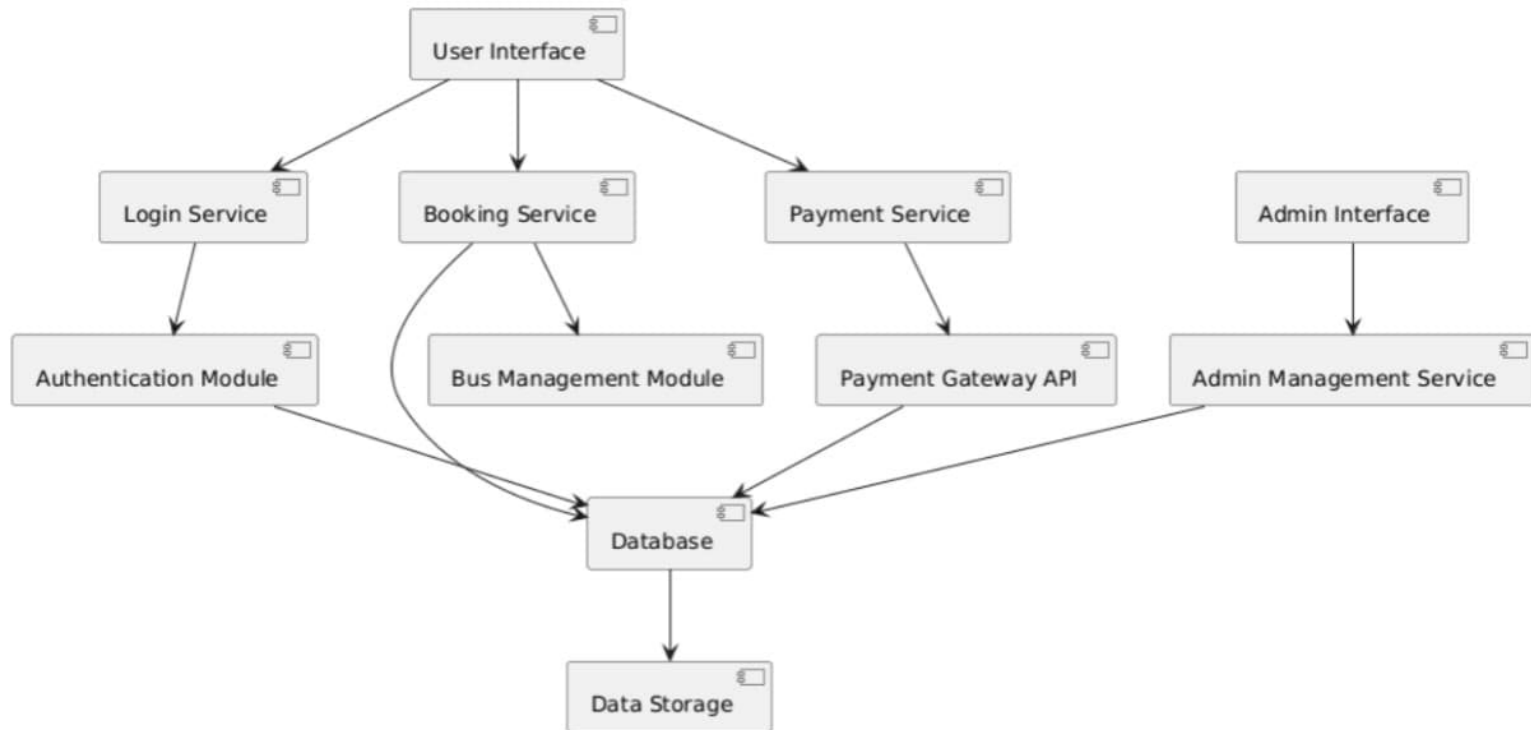 User Interface
Login Service
Booking Service
Payment Service
Admin Interface
Authentication Module
Bus Management Module
Payment Gateway API
Admin Management Service
Database
Data Storage